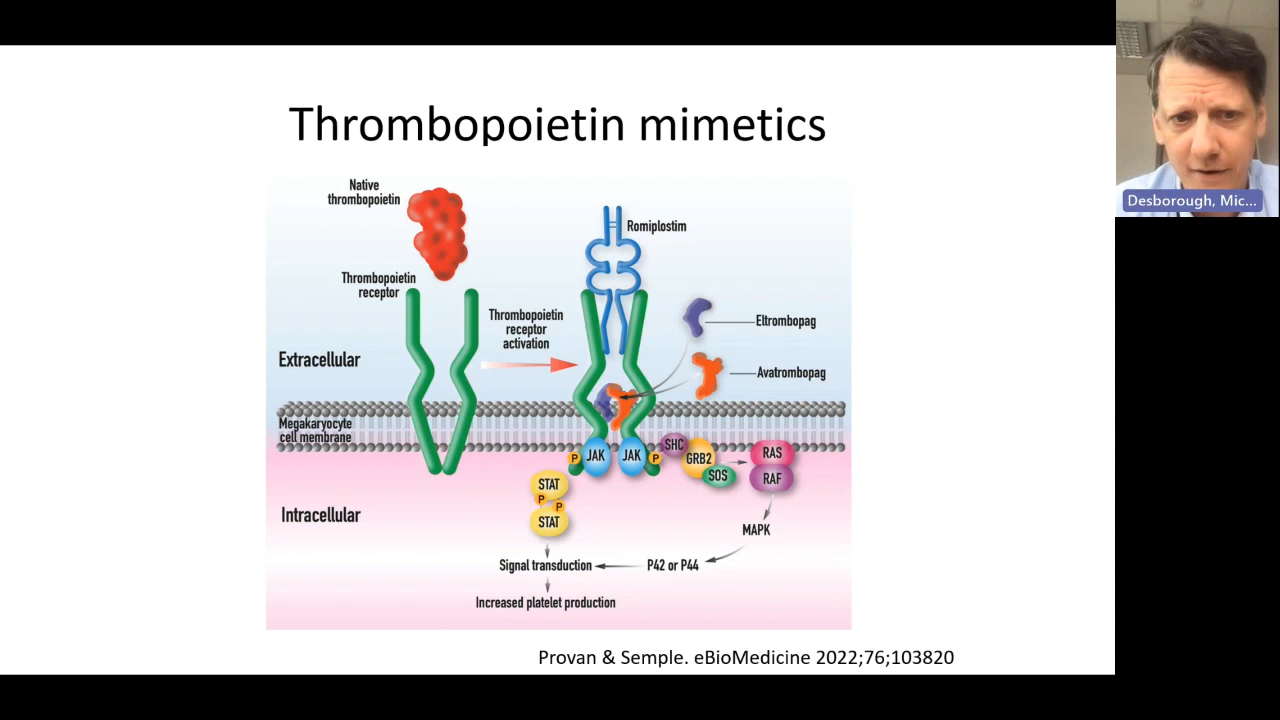 Thrombopoietin mimetics
Native
thrombopoietin
Thrombopoietin
receptor
Thrombopoietin
receptor
activation
Romiplostim
Eltrombopag
Avatrombopag
Extracellular
Megakaryocyte
cell membrane
Intracellular
P
JAK
JAK
P
SHC
GRB2
SOS
RAS
RAF
STAT
P
P
STAT
MAPK
Signal transduction
P42 or P44
Increased platelet production
Provan & Semple. eBioMedicine 2022;76;103820
Desborough, Mic...